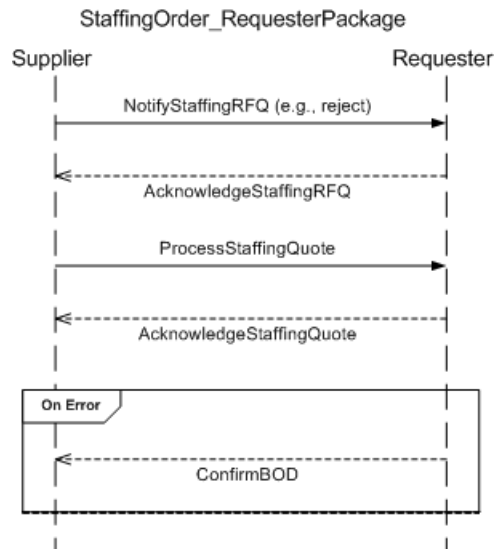 StaffingOrder_RequesterPackage
Supplier
Requester
NotifyStaffingRFQ (e.g., reject)
AcknowledgeStaffingRFQ
ProcessStaffingQuote
AcknowledgeStaffingQuote
On Error
ConfirmBOD